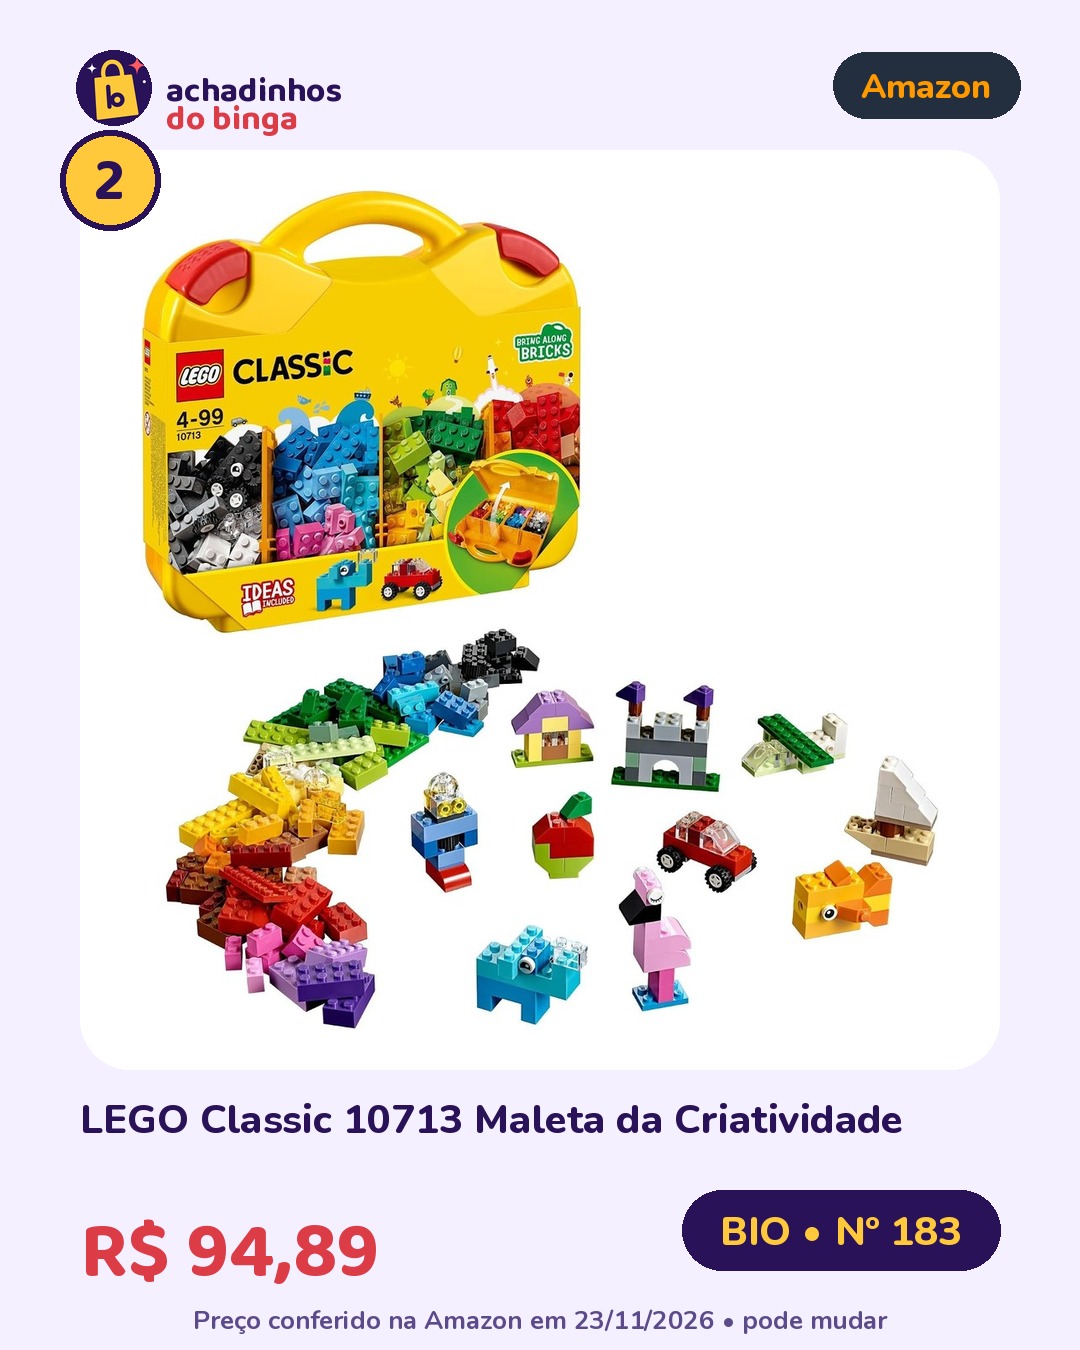 achadinhos
do binga
Amazon
2
b
LEGO
CLASSIC
BRING ALONG
BRICKS
4-99
10713
IDEAS
INCLUDED
LEGO Classic 10713 Maleta da Criatividade
R$ 94,89
BIO • Nº 183
Preço conferido na Amazon em 23/11/2026 • pode mudar